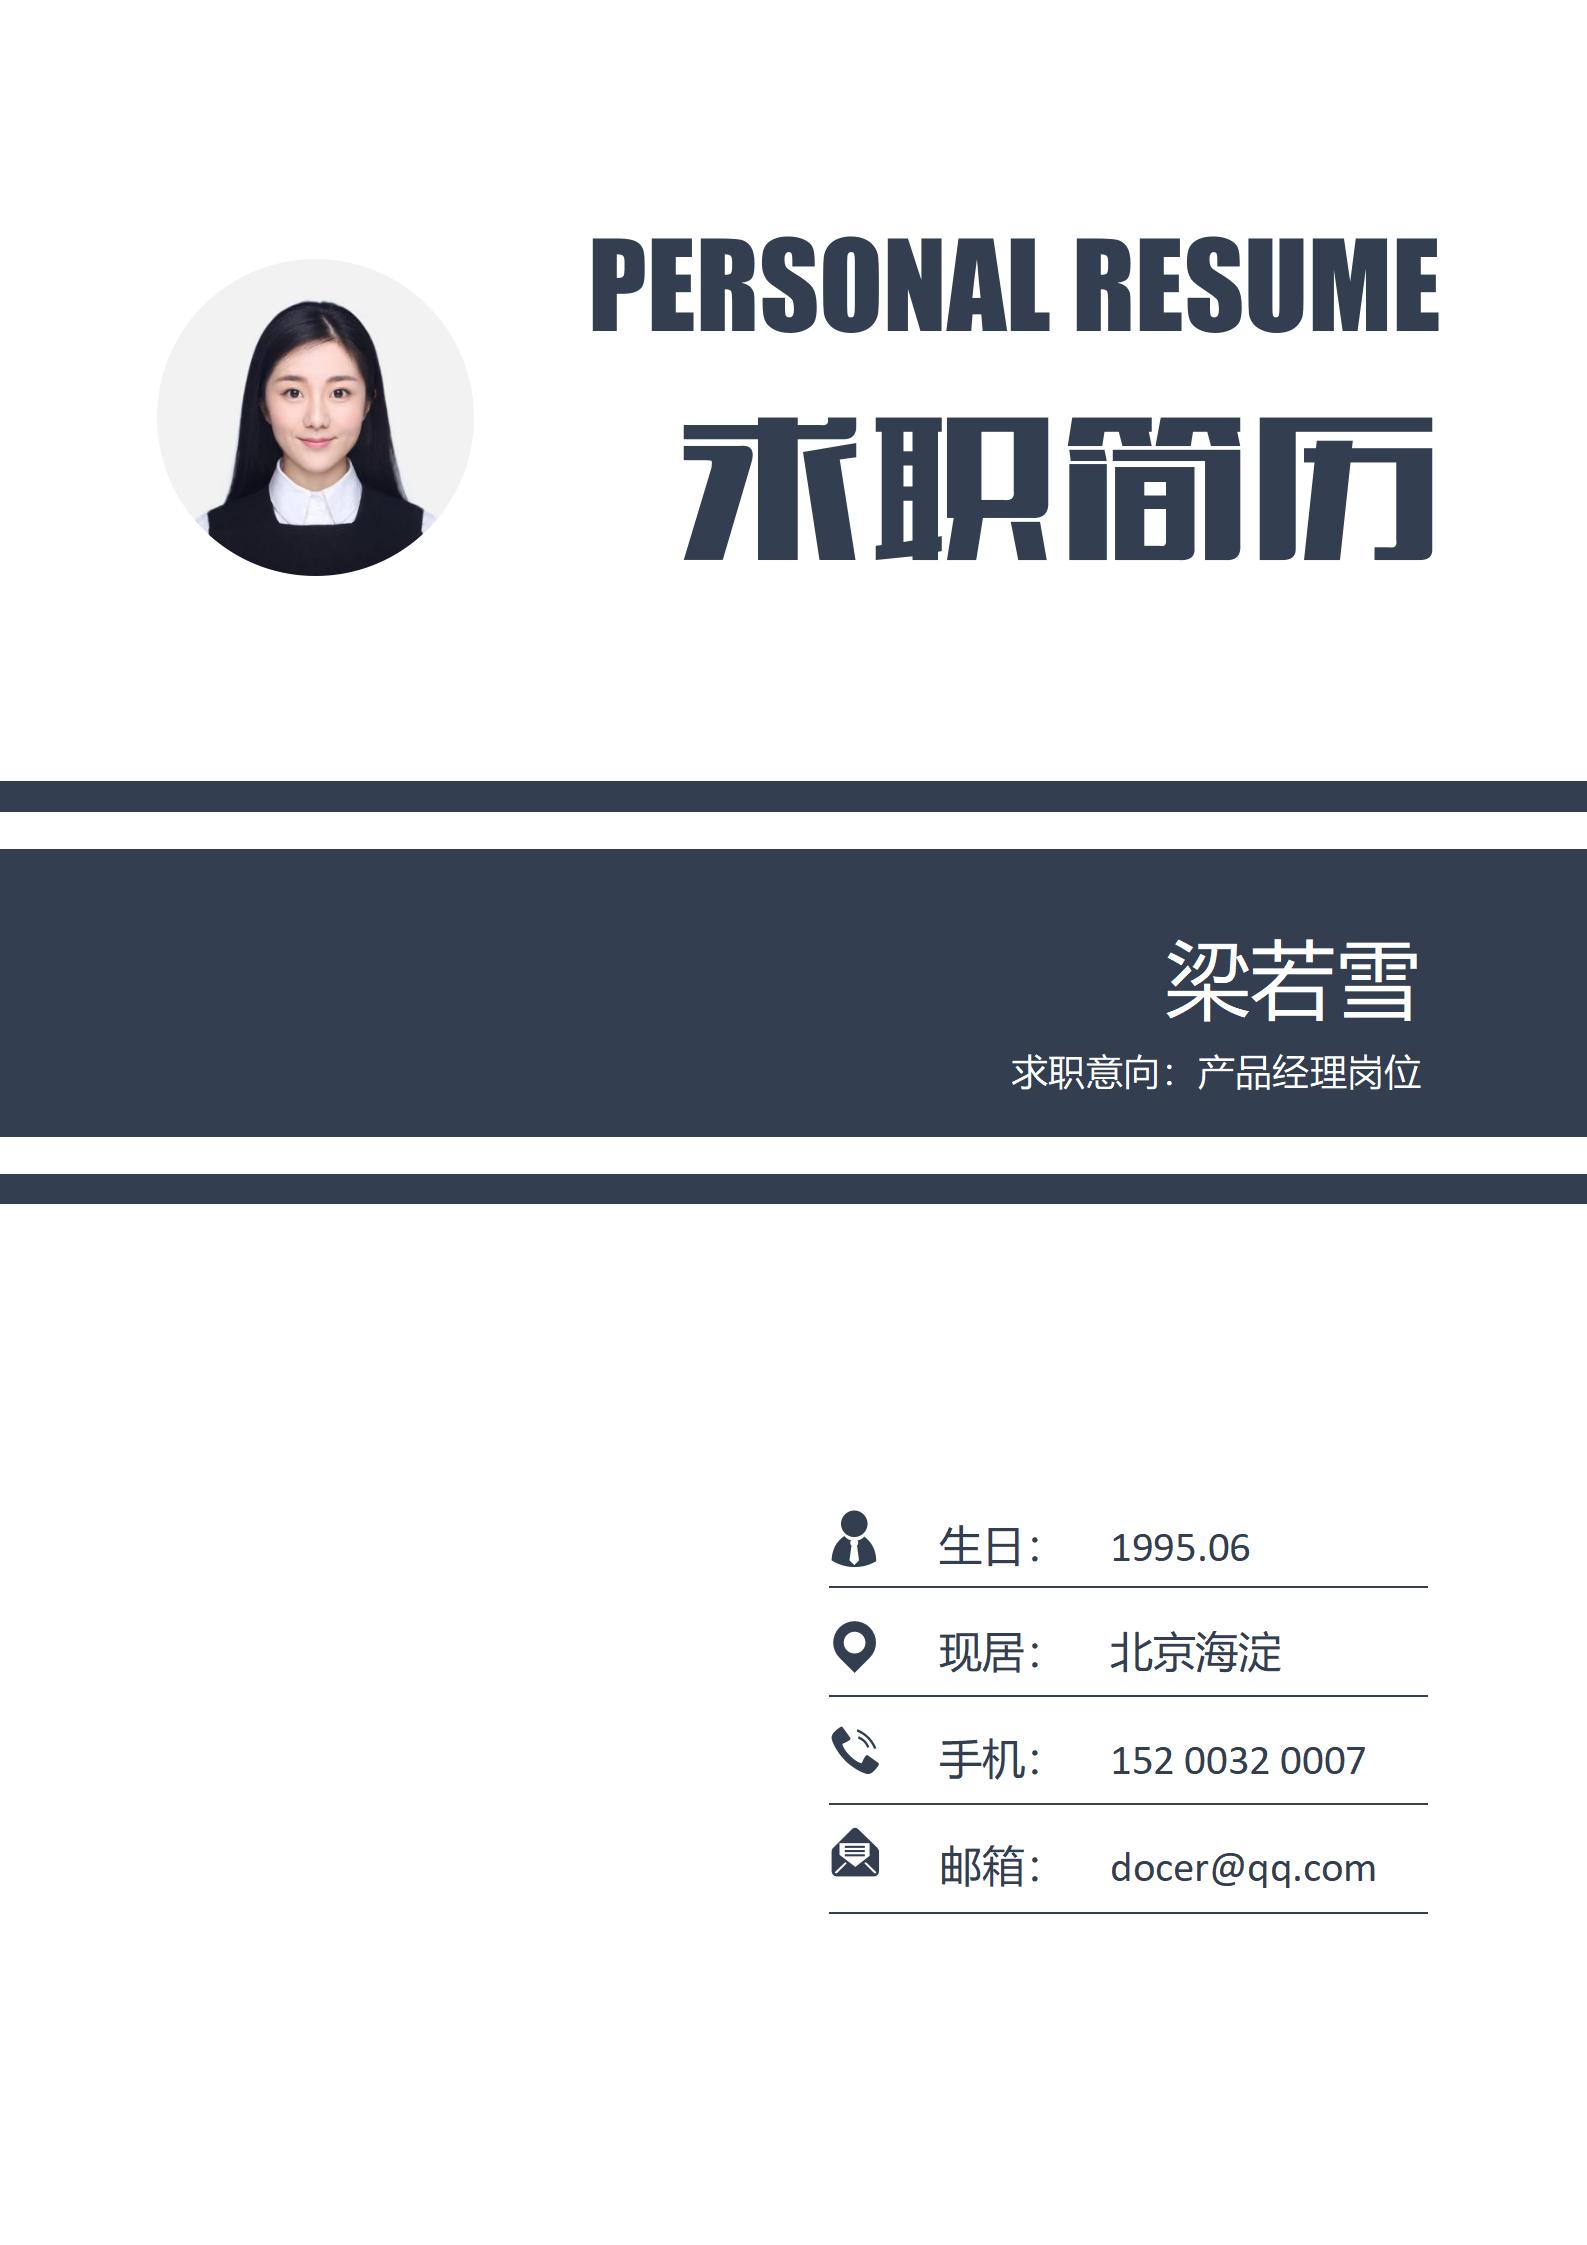 PERSONAL RESUME
求职简历
梁若雪
求职意向：产品经理岗位
生日： 1995.06
现居： 北京海淀
手机： 152 0032 0007
邮箱： docer@qq.com